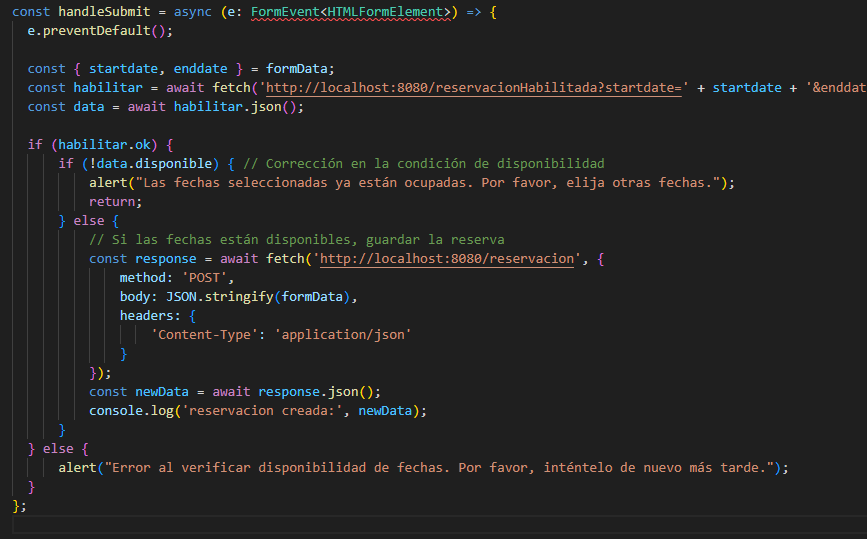 const handleSubmit = async (e: FormEvent<HTMLFormElement>) => {
e.preventDefault();
const { startdate, enddate } = formData;
const habilitar = await fetch('http://localhost:8080/reservacionHabilitada?startdate=' + startdate + '&enddat
const data = await habilitar.json();
if (habilitar.ok) {
if (!data.disponible) { // Corrección en la condición de disponibilidad
alert("Las fechas seleccionadas ya están ocupadas. Por favor, elija otras fechas.");
return;
} else {
// Si las fechas están disponibles, guardar la reserva
const response = await fetch('http://localhost:8080/reservacion', {
method: 'POST',
body: JSON.stringify(formData),
headers: {
'Content-Type': 'application/json'
}
});
const newData = await response.json();
console.log('reservacion creada:', newData);
}
} else {
alert("Error al verificar disponibilidad de fechas. Por favor, inténtelo de nuevo más tarde.");
}
};